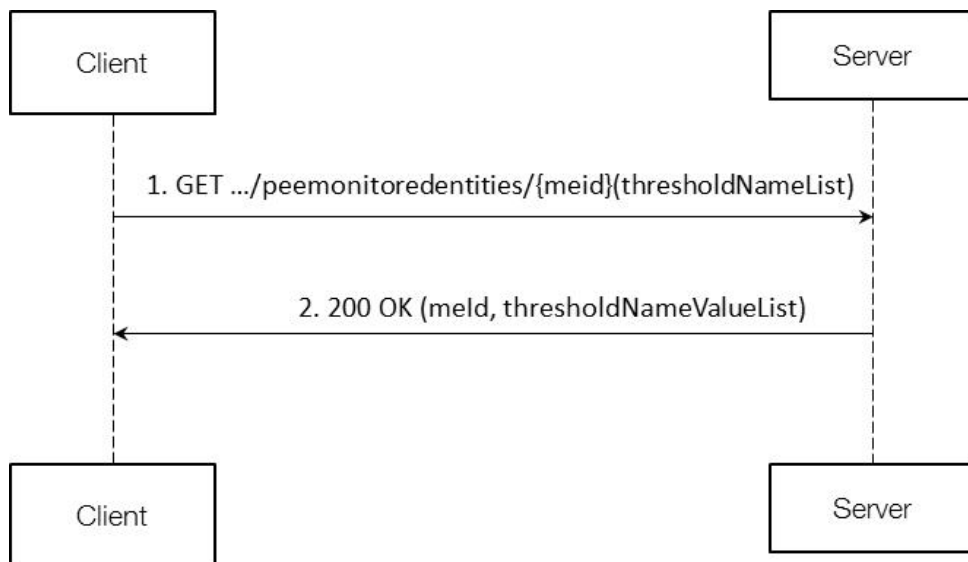 Client
Server
1. GET .../peemonitoredentities/{meid}(thresholdNameList)
2. 200 OK (meId, thresholdNameValueList)
Client
Server